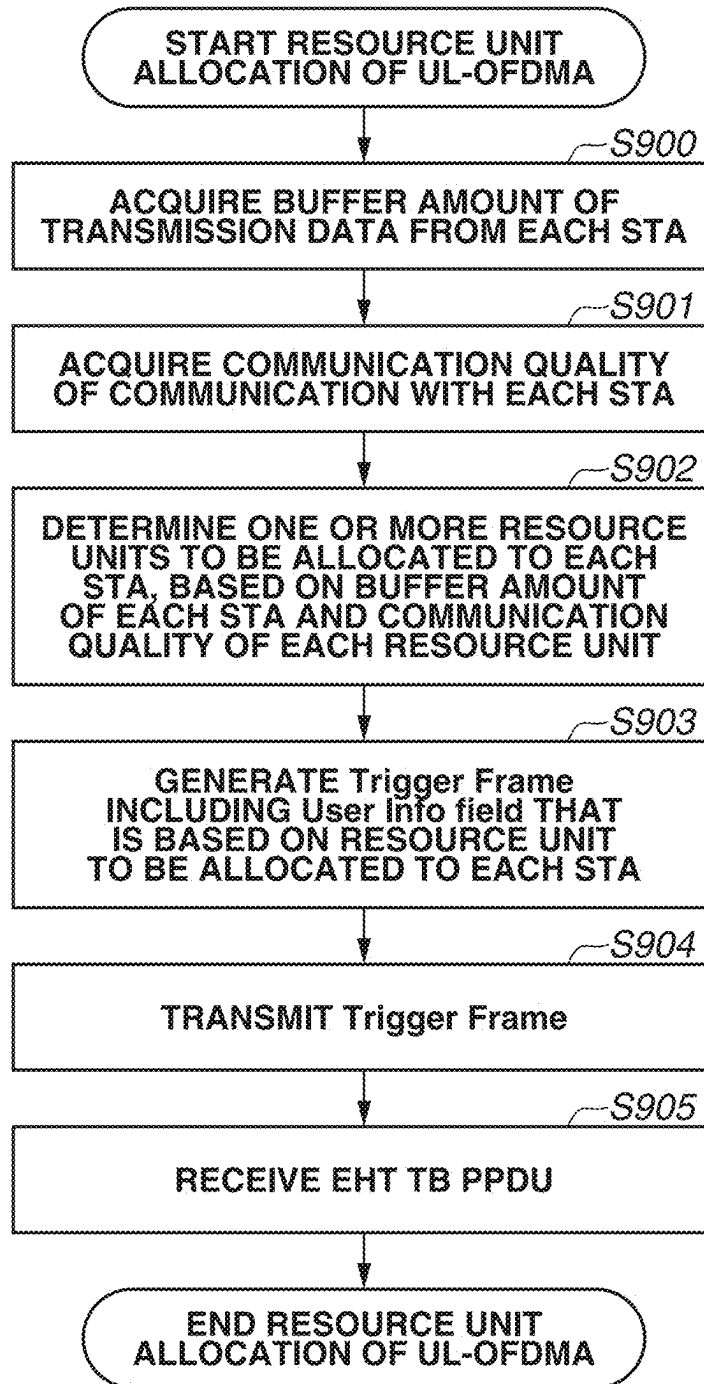 START RESOURCE UNIT
ALLOCATION OF UL-OFDMA
S900
ACQUIRE BUFFER AMOUNT OF
TRANSMISSION DATA FROM EACH STA
S901
ACQUIRE COMMUNICATION QUALITY
OF COMMUNICATION WITH EACH STA
S902
DETERMINE ONE OR MORE RESOURCE
UNITS TO BE ALLOCATED TO EACH
STA, BASED ON BUFFER AMOUNT
OF EACH STA AND COMMUNICATION
QUALITY OF EACH RESOURCE UNIT
S903
GENERATE Trigger Frame
INCLUDING User Info field THAT
IS BASED ON RESOURCE UNIT
TO BE ALLOCATED TO EACH STA
S904
TRANSMIT Trigger Frame
S905
RECEIVE EHT TB PPDU
END RESOURCE UNIT
ALLOCATION OF UL-OFDMA